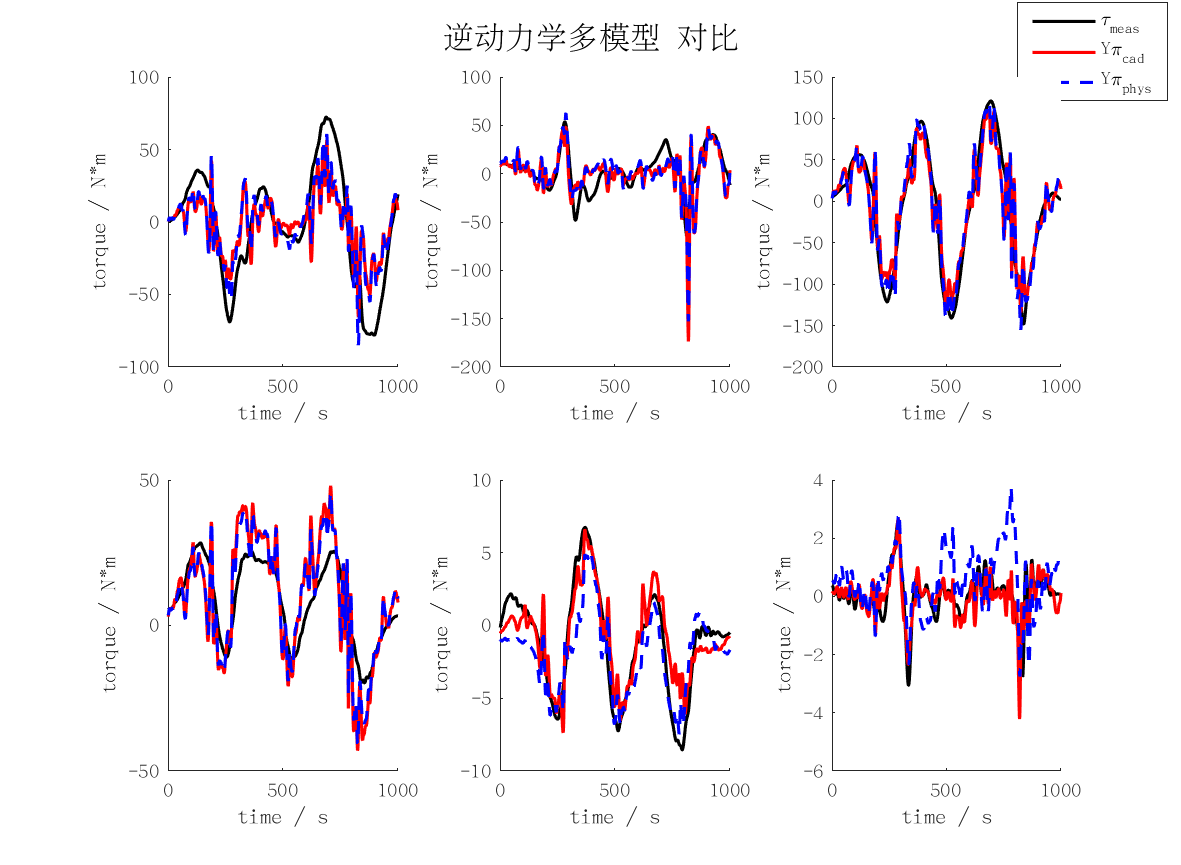 逆动力学多模型 对比
τmeas
Yπcad
Yπphys
100
50
0
-50
-100
0 500 1000
torque / N*m
time / s
100
50
0
-50
-100
-150
-200
0 500 1000
torque / N*m
time / s
150
100
50
0
-50
-100
-150
-200
0 500 1000
torque / N*m
time / s
50
0
-50
0 500 1000
torque / N*m
time / s
10
5
0
-5
-10
0 500 1000
torque / N*m
time / s
4
2
0
-2
-4
-6
0 500 1000
torque / N*m
time / s